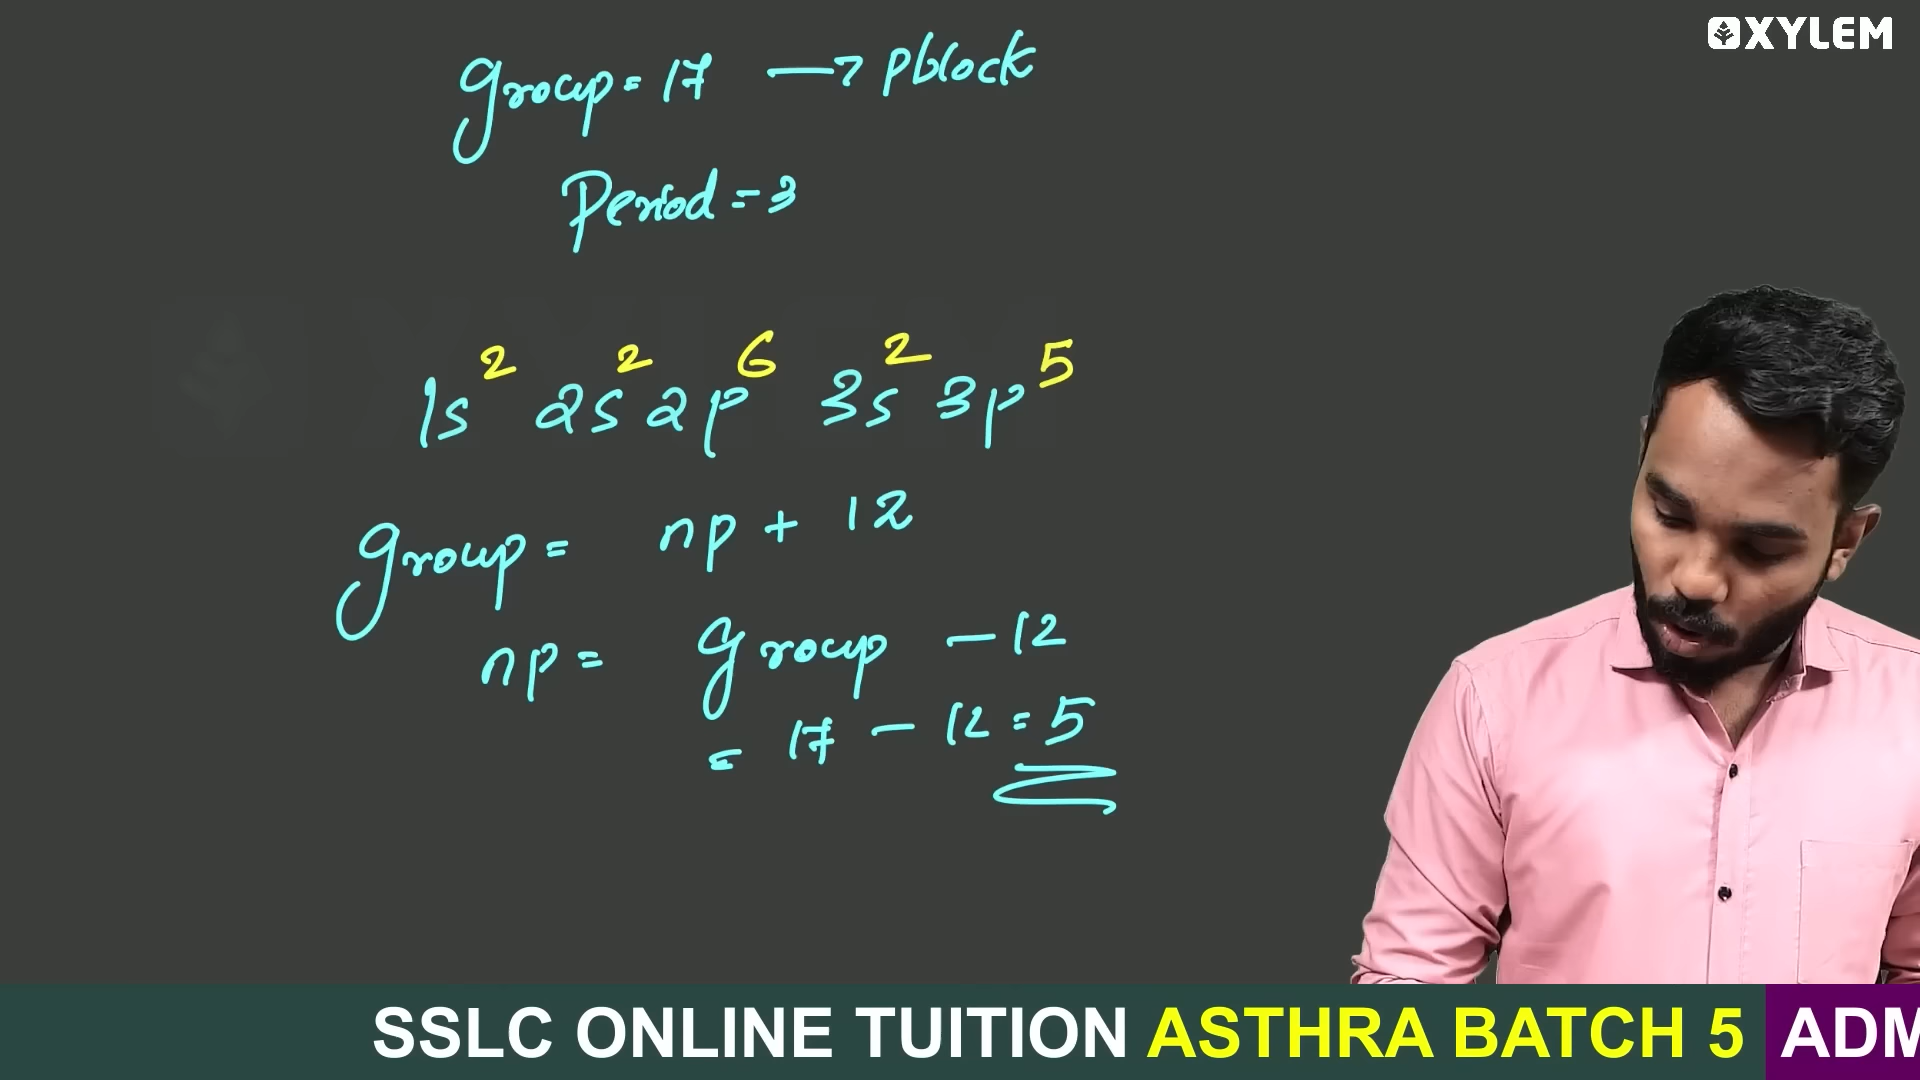 OXYLEM
group = 17 → pblock
Period = 3
1s² 2s² 2p⁶ 3s² 3p⁵
group = np + 12
np = group - 12
= 17 - 12 = 5
SSLC ONLINE TUITION ASTHRA BATCH 5 ADM